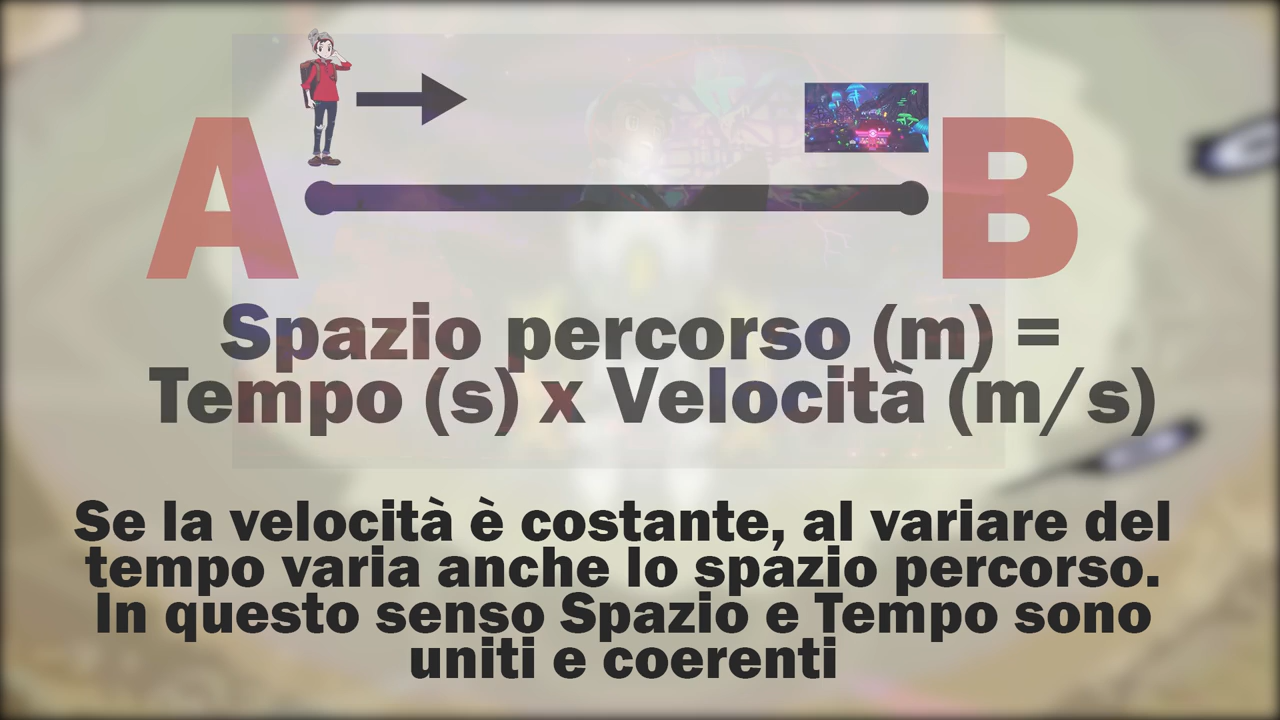 A B
Spazio percorso (m) =
Tempo (s) x Velocità (m/s)
Se la velocità è costante, al variare del
tempo varia anche lo spazio percorso.
In questo senso Spazio e Tempo sono
uniti e coerenti